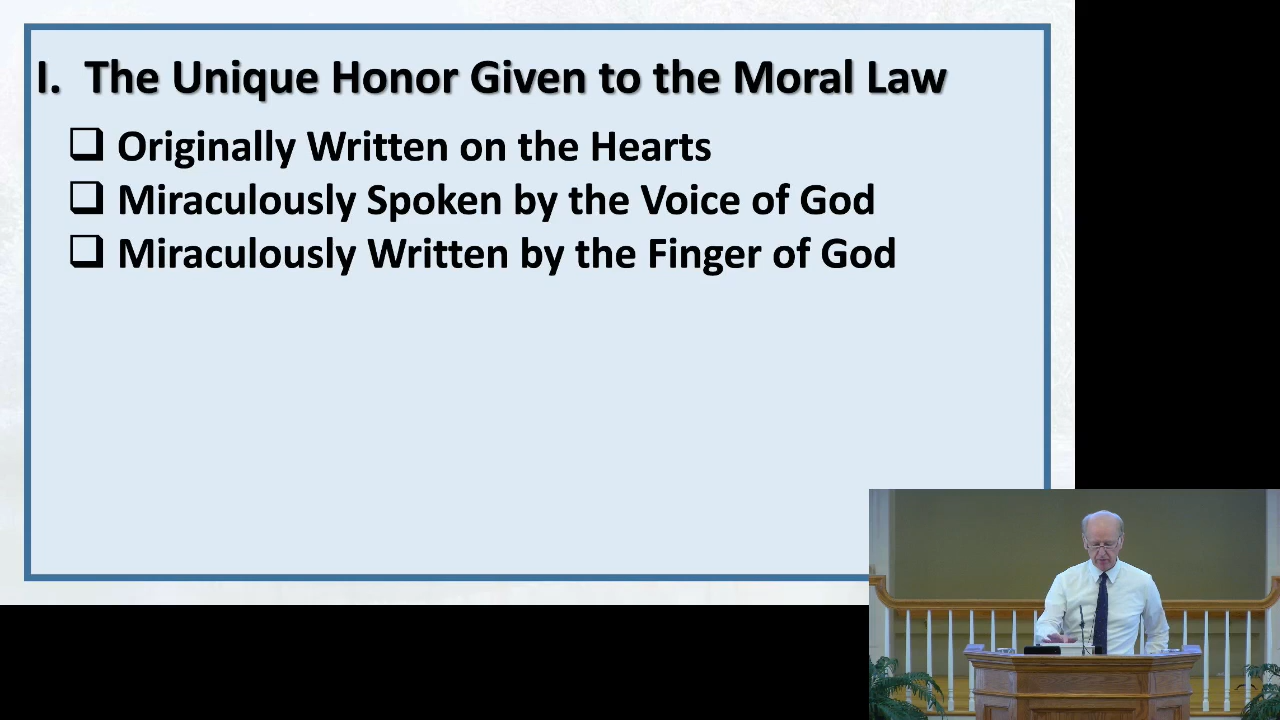 I. The Unique Honor Given to the Moral Law
❑ Originally Written on the Hearts
❑ Miraculously Spoken by the Voice of God
❑ Miraculously Written by the Finger of God